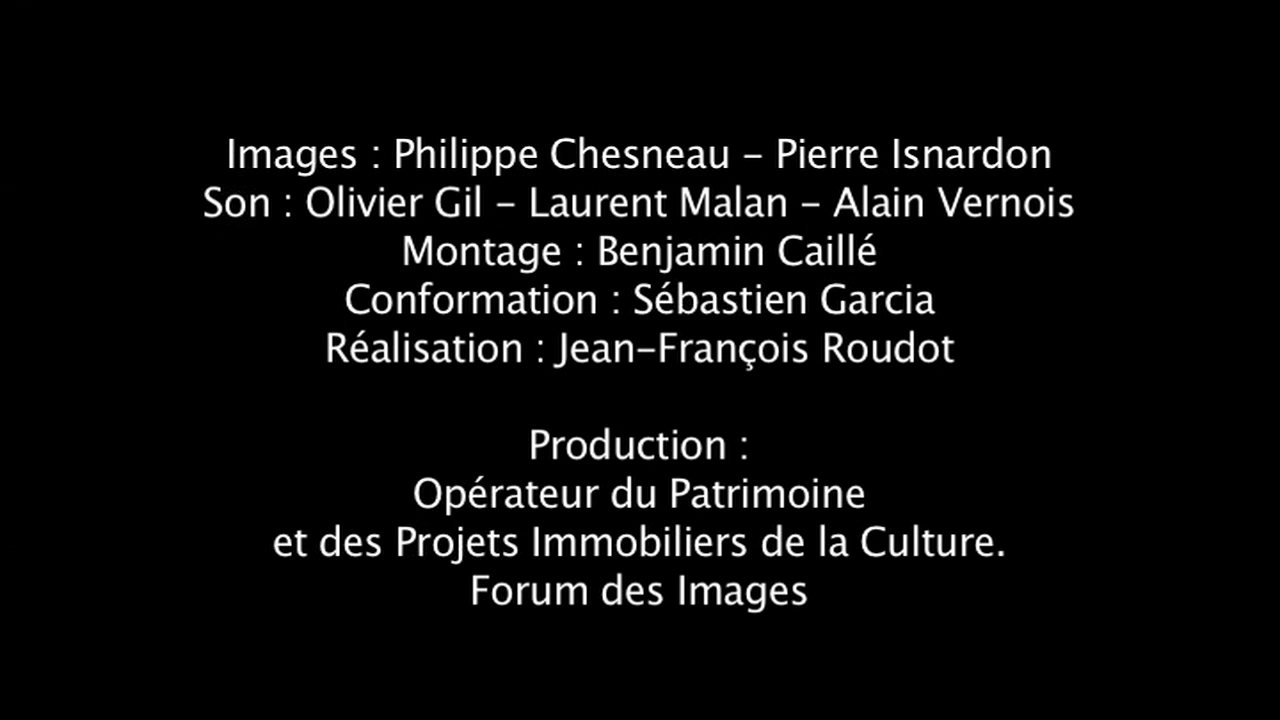 Images : Philippe Chesneau – Pierre Isnardon
Son : Olivier Gil – Laurent Malan – Alain Vernois
Montage : Benjamin Caillé
Conformation : Sébastien Garcia
Réalisation : Jean–François Roudot
Production :
Opérateur du Patrimoine
et des Projets Immobiliers de la Culture.
Forum des Images